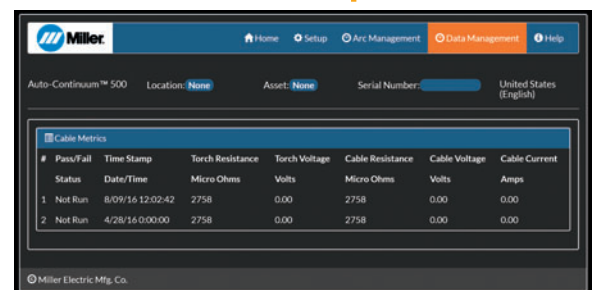 Miller.
Home Setup Arc Management Data Management Help
Auto-Continuum™ 500 Location: None Asset: None Serial Number: United States
(English)
Cable Metrics
# Pass/Fail Time Stamp Torch Resistance Torch Voltage Cable Resistance Cable Voltage Cable Current
Status Date/Time Micro Ohms Volts Micro Ohms Volts Amps
1 Not Run 8/09/16 12:02:42 2758 0.00 2758 0.00 0.00
2 Not Run 4/28/16 0:00:00 2758 0.00 2758 0.00 0.00
Miller Electric Mfg. Co.